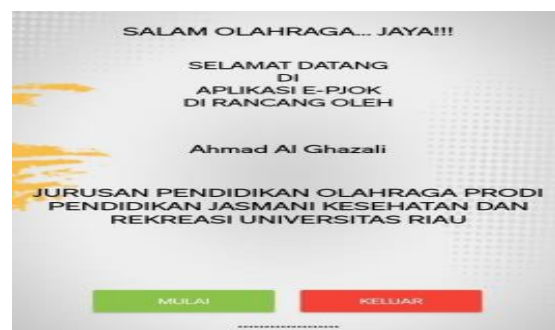 SALAM OLAHRAGA... JAYA!!!
SELAMAT DATANG
DI
APLIKASI E-PJOK
DI RANCANG OLEH
Ahmad Al Ghazali
JURUSAN PENDIDIKAN OLAHRAGA PRODI
PENDIDIKAN JASMANI KESEHATAN DAN
REKREASI UNIVERSITAS RIAU
MULAI KELUAR